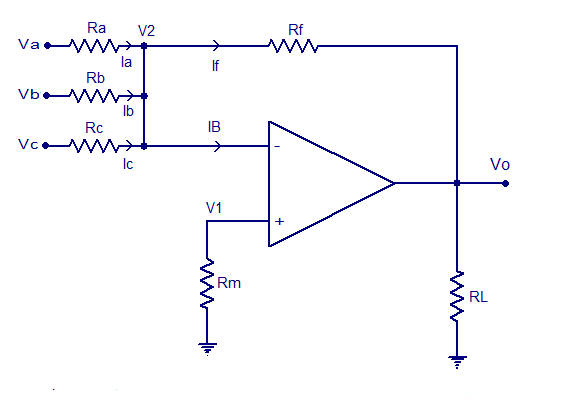 Ra V2 Rf
Va Ia If
Rb
Vb Ib
Rc IB
Vc Ic -
Vo
V1 +
Rm RL